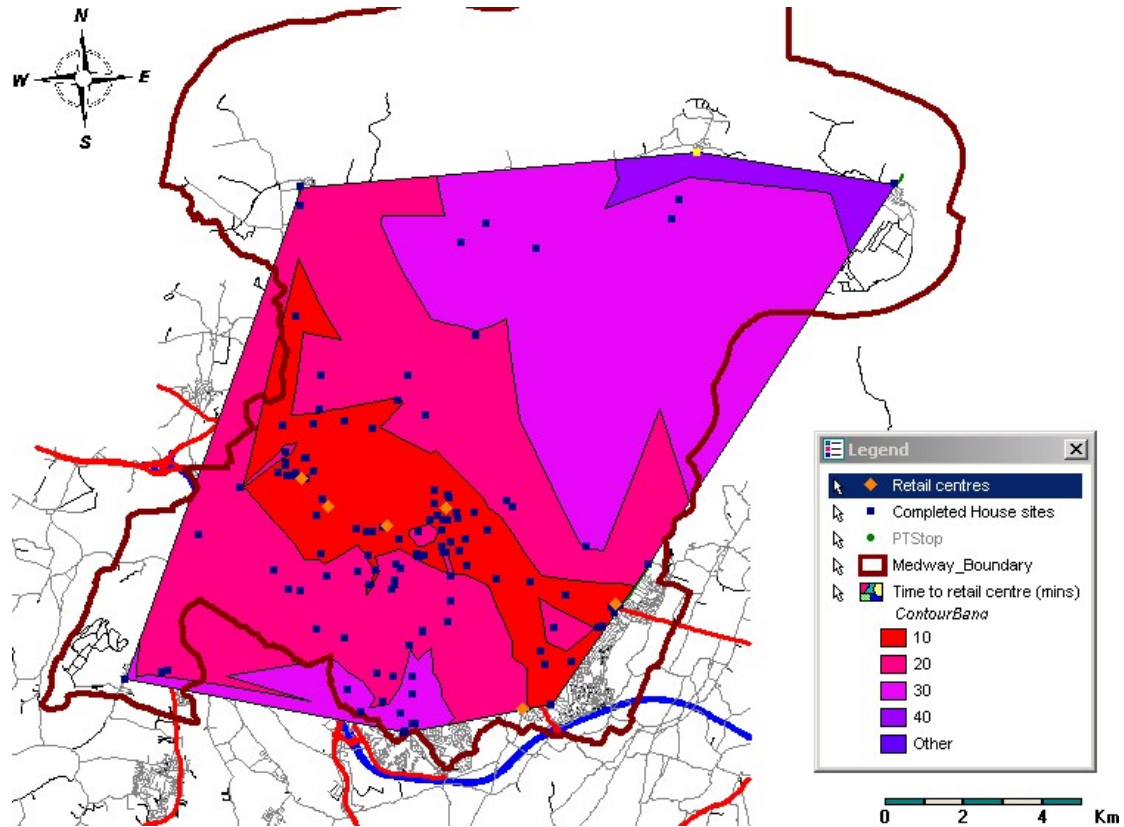 N
W
E
S
Legend
Retail centres
Completed House sites
PTStop
Medway_Boundary
Time to retail centre (mins)
ContourBand
10
20
30
40
Other
0 2 4 Km